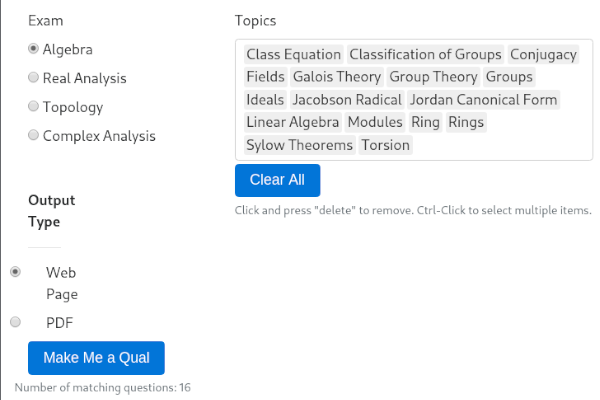 Exam
Algebra
Real Analysis
Topology
Complex Analysis
Topics
Class Equation Classification of Groups Conjugacy
Fields Galois Theory Group Theory Groups
Ideals Jacobson Radical Jordan Canonical Form
Linear Algebra Modules Ring Rings
Sylow Theorems Torsion
Clear All
Click and press "delete" to remove. Ctrl-Click to select multiple items.
Output
Type
Web
Page
PDF
Make Me a Qual
Number of matching questions: 16